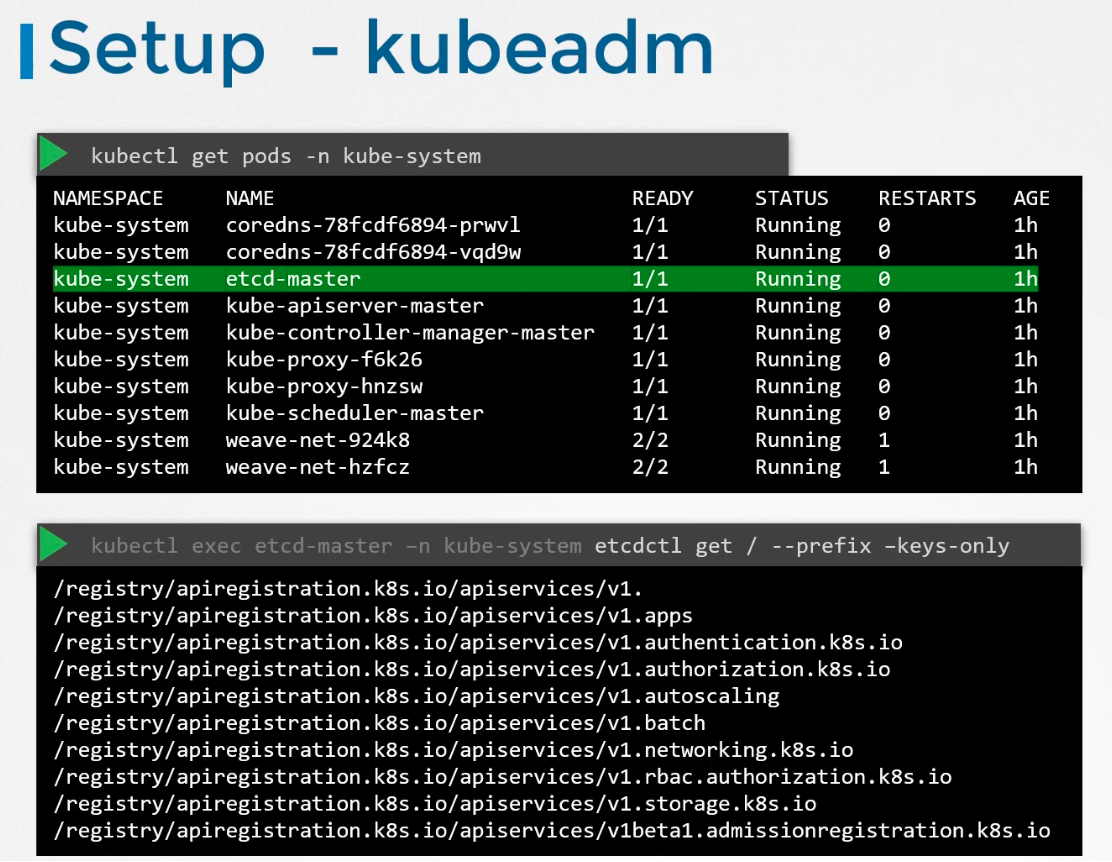 Setup - kubeadm
kubectl get pods -n kube-system
NAMESPACE NAME READY STATUS RESTARTS AGE
kube-system coredns-78fcdf6894-prwvl 1/1 Running 0 1h
kube-system coredns-78fcdf6894-vqd9w 1/1 Running 0 1h
kube-system etcd-master 1/1 Running 0 1h
kube-system kube-apiserver-master 1/1 Running 0 1h
kube-system kube-controller-manager-master 1/1 Running 0 1h
kube-system kube-proxy-f6k26 1/1 Running 0 1h
kube-system kube-proxy-hnzsw 1/1 Running 0 1h
kube-system kube-scheduler-master 1/1 Running 0 1h
kube-system weave-net-924k8 2/2 Running 1 1h
kube-system weave-net-hzfcz 2/2 Running 1 1h
kubectl exec etcd-master –n kube-system etcdctl get / --prefix –keys-only
/registry/apiregistration.k8s.io/apiservices/v1.
/registry/apiregistration.k8s.io/apiservices/v1.apps
/registry/apiregistration.k8s.io/apiservices/v1.authentication.k8s.io
/registry/apiregistration.k8s.io/apiservices/v1.authorization.k8s.io
/registry/apiregistration.k8s.io/apiservices/v1.autoscaling
/registry/apiregistration.k8s.io/apiservices/v1.batch
/registry/apiregistration.k8s.io/apiservices/v1.networking.k8s.io
/registry/apiregistration.k8s.io/apiservices/v1.rbac.authorization.k8s.io
/registry/apiregistration.k8s.io/apiservices/v1.storage.k8s.io
/registry/apiregistration.k8s.io/apiservices/v1beta1.admissionregistration.k8s.io